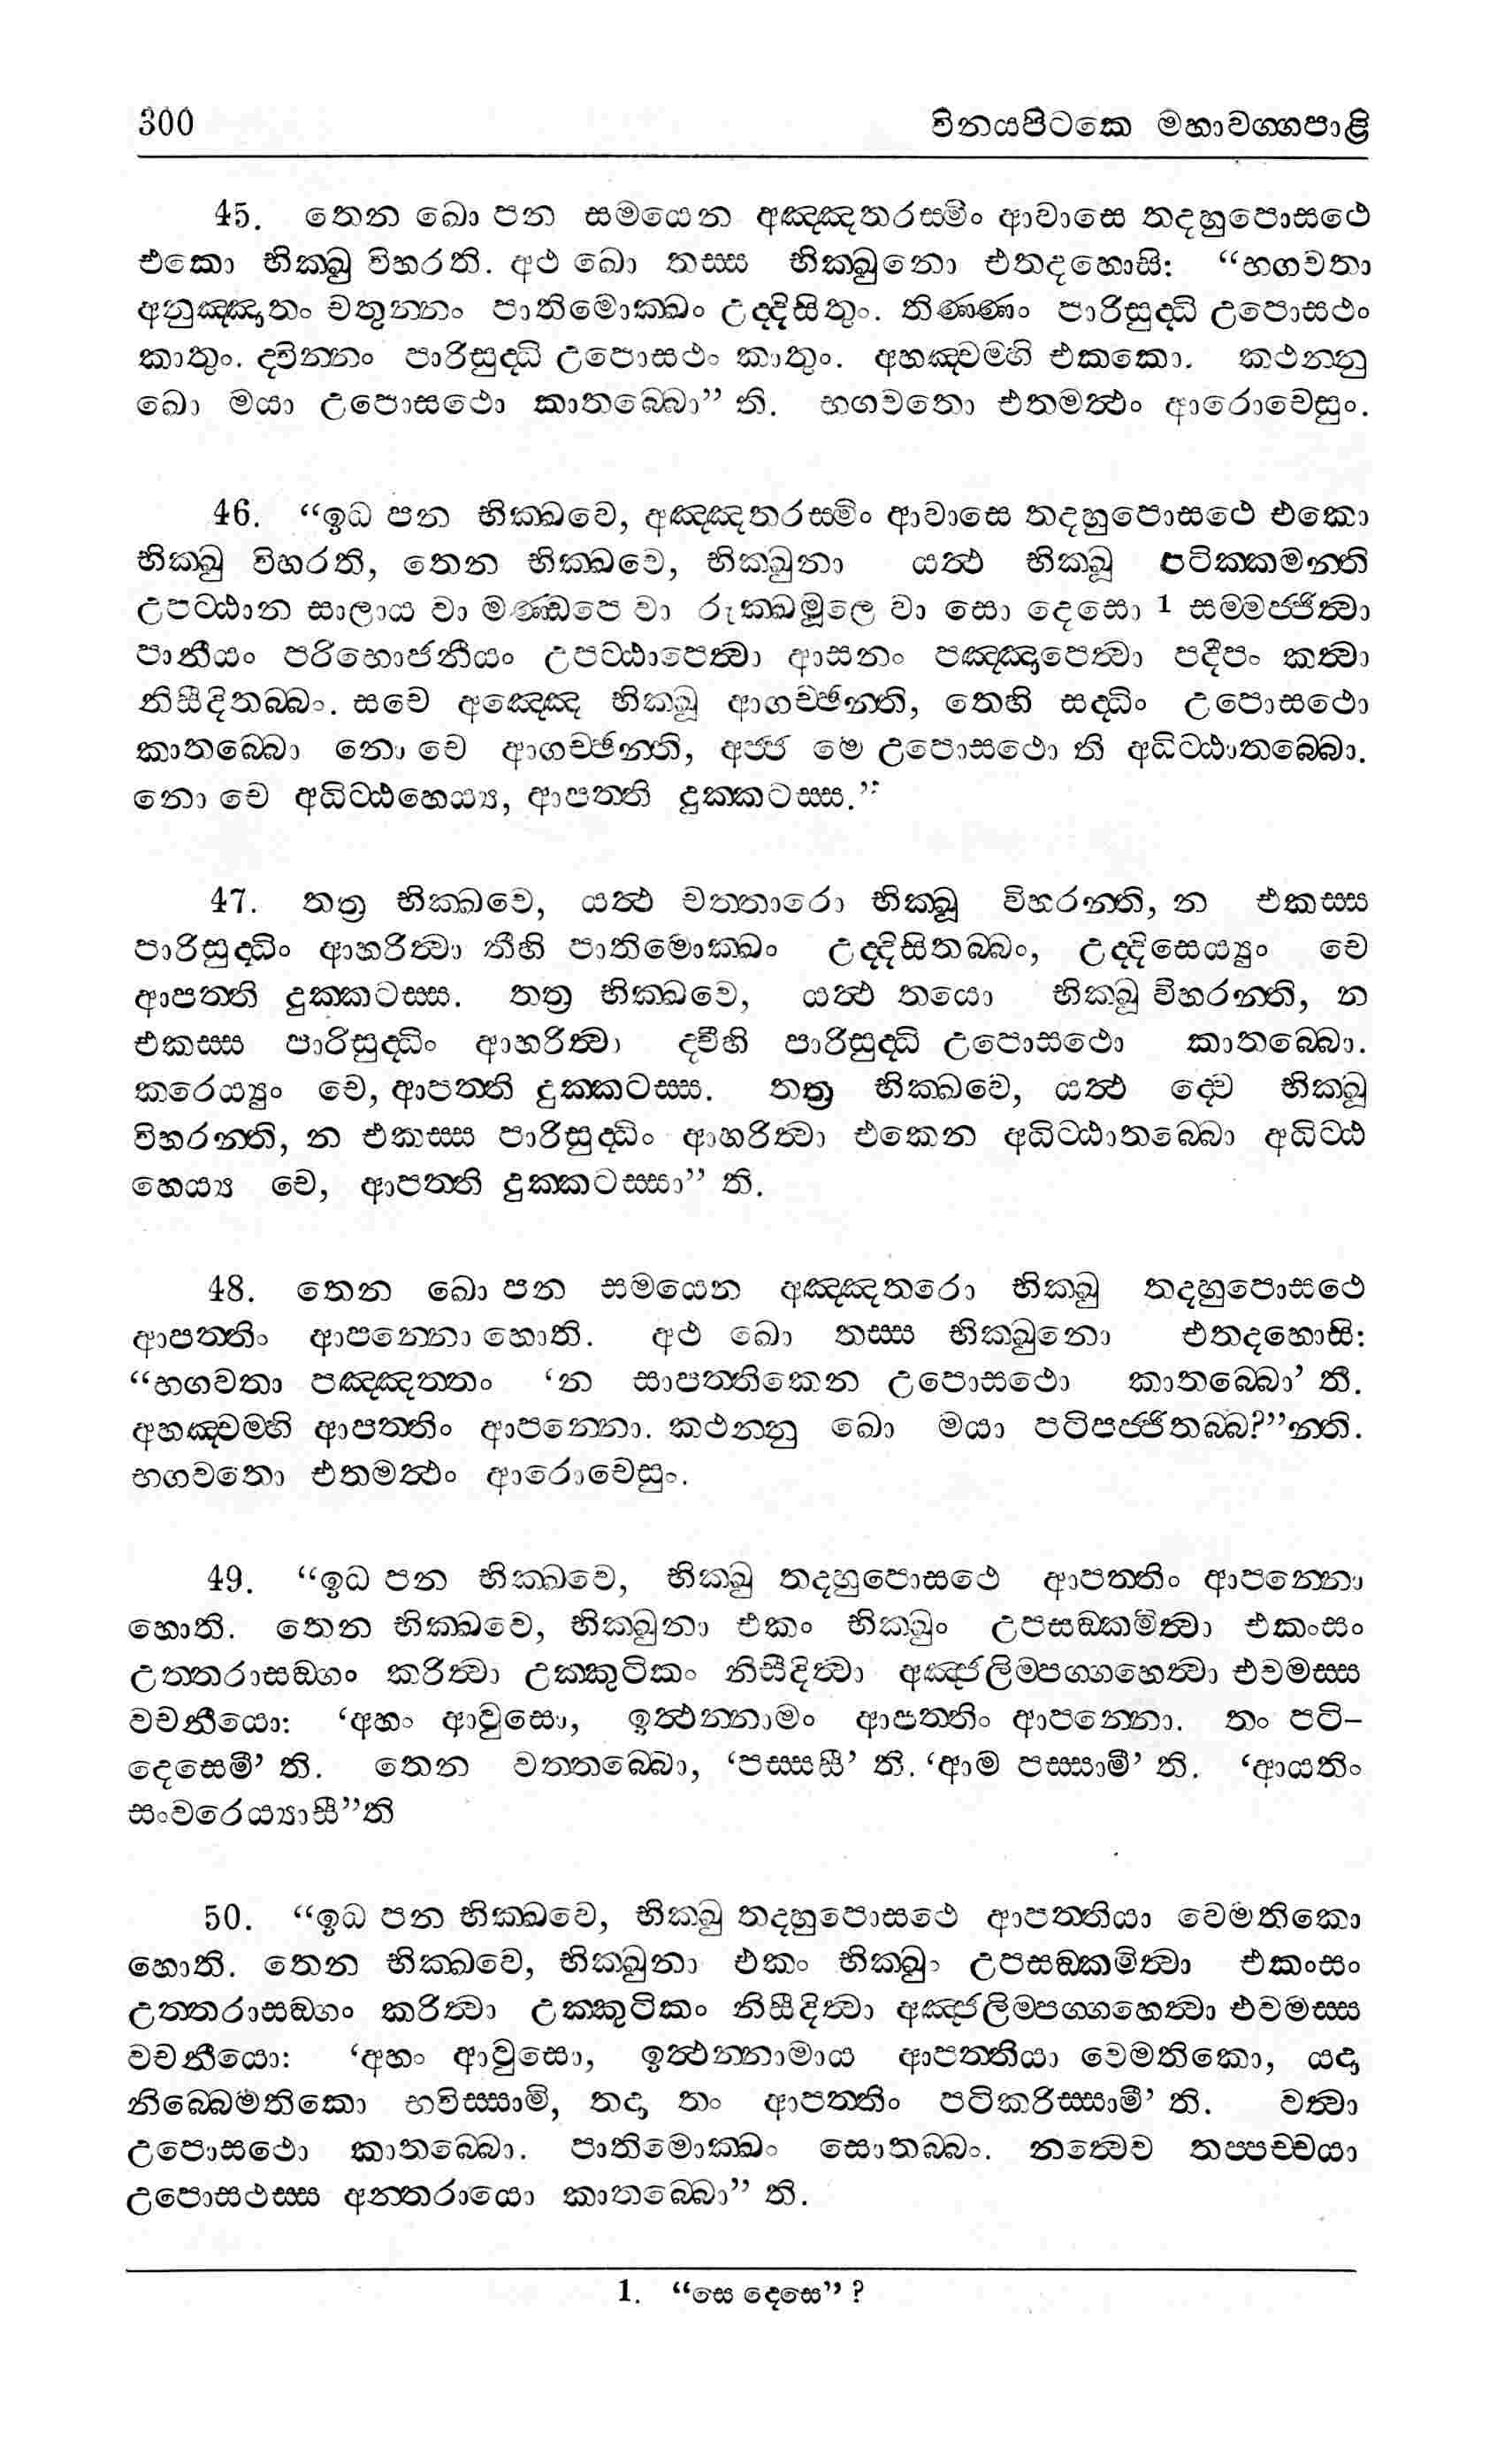 300 විනයපිටකෙ මහාවග්ගපාළි
45. තෙන ඛො පන සමයෙන අඤ්ඤතරස්මිං ආවාසෙ තදහුපොසථෙ
එකො භික්ඛු විහරති. අථ ඛො තස්ස භික්ඛුනො එතදහොසි: “භගවතා
අනුඤ්ඤාතං චතුන්නං පාතිමොක්ඛං උද්දිසිතුං. තිණ්ණං පාරිසුද්ධි උපොසථං
කාතුං. ද්වින්නං පාරිසුද්ධි උපොසථං කාතුං. අහඤ්චම්හි එකකො. කථන්නු
ඛො මයා උපොසථො කාතබ්බො” ති. භගවතො එතමත්ථං ආරොචෙසුං.
46. “ඉධ පන භික්ඛවෙ, අඤ්ඤතරස්මිං ආවාසෙ තදහුපොසථෙ එකො
භික්ඛු විහරති, තෙන භික්ඛවෙ, භික්ඛුනා යත්ථ භික්ඛූ පටික්කමන්ති
උපට්ඨාන සාලාය වා මණ්ඩපෙ වා රුක්ඛමූලෙ වා සො දෙසො 1 සම්මජ්ජිත්වා
පානීයං පරිභොජනීයං උපට්ඨාපෙත්වා ආසනං පඤ්ඤාපෙත්වා පදීපං කත්වා
නිසීදිතබ්බං. සචෙ අඤ්ඤෙ භික්ඛූ ආගච්ඡන්ති, තෙහි සද්ධිං උපොසථො
කාතබ්බො නො චෙ ආගච්ඡන්ති, අජ්ජ මෙ උපොසථො ති අධිට්ඨාතබ්බො.
නො චෙ අධිට්ඨහෙය්‍ය, ආපත්ති දුක්කටස්ස.”
47. තත්‍ර භික්ඛවෙ, යත්ථ චත්තාරො භික්ඛූ විහරන්ති, න එකස්ස
පාරිසුද්ධිං ආහරිත්වා තීහි පාතිමොක්ඛං උද්දිසිතබ්බං, උද්දිසෙය්‍යුං චෙ
ආපත්ති දුක්කටස්ස. තත්‍ර භික්ඛවෙ, යත්ථ තයො භික්ඛූ විහරන්ති, න
එකස්ස පාරිසුද්ධිං ආහරිත්වා ද්වීහි පාරිසුද්ධි උපොසථො කාතබ්බො.
කරෙය්‍යුං චෙ, ආපත්ති දුක්කටස්ස. තත්‍ර භික්ඛවෙ, යත්ථ ද්වෙ භික්ඛූ
විහරන්ති, න එකස්ස පාරිසුද්ධිං ආහරිත්වා එකෙන අධිට්ඨාතබ්බො අධිට්ඨ
හෙය්‍ය චෙ, ආපත්ති දුක්කටස්සා” ති.
48. තෙන ඛො පන සමයෙන අඤ්ඤතරො භික්ඛු තදහුපොසථෙ
ආපත්තිං ආපන්නො හොති. අථ ඛො තස්ස භික්ඛුනො එතදහොසි:
“භගවතා පඤ්ඤත්තං ‘න සාපත්තිකෙන උපොසථො කාතබ්බො’ තී.
අහඤ්චම්හි ආපත්තිං ආපන්නො. කථන්නු ඛො මයා පටිපජ්ජිතබ්බ?”න්ති.
භගවතො එතමත්ථං ආරොචෙසුං.
49. “ඉධ පන භික්ඛවෙ, භික්ඛු තදහුපොසථෙ ආපත්තිං ආපන්නො
හොති. තෙන භික්ඛවෙ, භික්ඛුනා එකං භික්ඛුං උපසඞ්කමිත්වා එකංසං
උත්තරාසඞ්ගං කරිත්වා උක්කුටිකං නිසීදිත්වා අඤ්ජලිම්පග්ගහෙත්වා එවමස්ස
වචනීයො: ‘අහං ආවුසො, ඉත්ථන්නාමං ආපත්තිං ආපන්නො. තං පටි–
දෙසෙමී’ ති. තෙන වත්තබ්බො, ‘පස්සසී’ ති. ‘ආම පස්සාමී’ ති. ‘ආයතිං
සංවරෙය්‍යාසී”ති
50. “ඉධ පන භික්ඛවෙ, භික්ඛු තදහුපොසථෙ ආපත්තියා වෙමතිකො
හොති. තෙන භික්ඛවෙ, භික්ඛුනා එකං භික්ඛුං උපසඞ්කමිත්වා එකංසං
උත්තරාසඞ්ගං කරිත්වා උක්කුටිකං නිසීදිත්වා අඤ්ජලිම්පග්ගහෙත්වා එවමස්ස
වචනීයො: ‘අහං ආවුසො, ඉත්ථන්නාමාය ආපත්තියා වෙමතිකො, යදා
නිබ්බෙමතිකො භවිස්සාමි, තදා තං ආපත්තිං පටිකරිස්සාමී’ ති. වත්වා
උපොසථො කාතබ්බො. පාතිමොක්ඛං සොතබ්බං. නත්වෙව තප්පච්චයා
උපොසථස්ස අන්තරායො කාතබ්බො” ති.
1. “සෙ දෙසෙ” ?